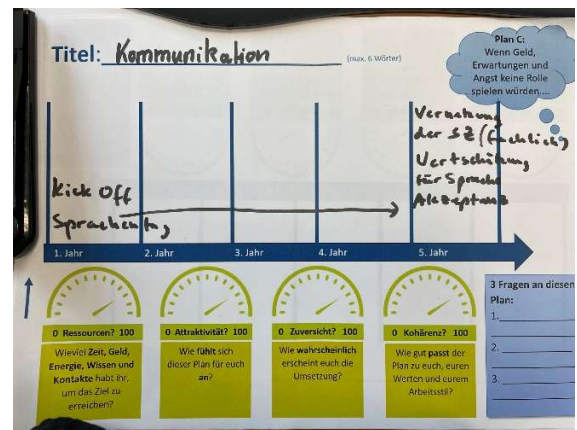 Titel: Kommunikation (max. 6 Wörter)
Plan C:
Wenn Geld,
Erwartungen und
Angst keine Rolle
spielen würden...
Vernetzung
der SZ (fachlich)
Wertschätzung
für Sprache
Akzeptanz
Kick Off
Sprachentag
1. Jahr 2. Jahr 3. Jahr 4. Jahr 5. Jahr
0 Ressourcen? 100
Wieviel Zeit, Geld,
Energie, Wissen und
Kontakte habt ihr,
um das Ziel zu
erreichen?
0 Attraktivität? 100
Wie fühlt sich
dieser Plan für euch
an?
0 Zuversicht? 100
Wie wahrscheinlich
erscheint euch die
Umsetzung?
0 Kohärenz? 100
Wie gut passt der
Plan zu euch, euren
Werten und eurem
Arbeitsstil?
3 Fragen an diesen
Plan:
1.
2.
3.